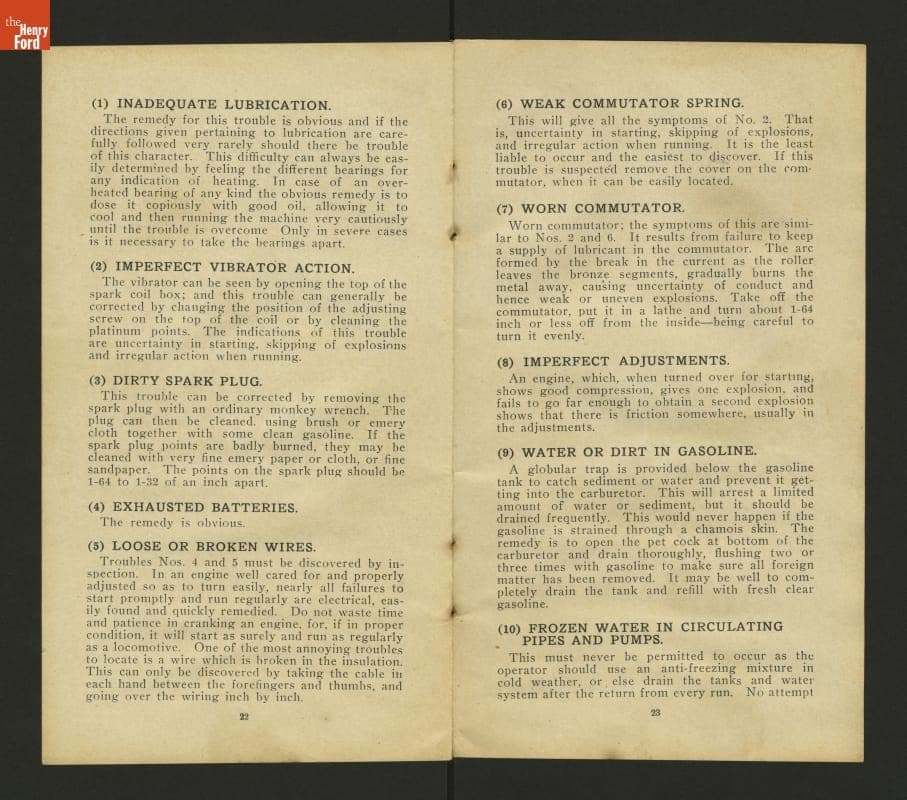 the
Henry
Ford
(1) INADEQUATE LUBRICATION.
The remedy for this trouble is obvious and if the
directions given pertaining to lubrication are care-
fully followed very rarely should there be trouble
of this character. This difficulty can always be eas-
ily determined by feeling the different bearings for
any indication of heating. In case of an over-
heated bearing of any kind the obvious remedy is to
dose it copiously with good oil, allowing it to
cool and then running the machine very cautiously
until the trouble is overcome Only in severe cases
is it necessary to take the bearings apart.
(2) IMPERFECT VIBRATOR ACTION.
The vibrator can be seen by opening the top of the
spark coil box; and this trouble can generally be
corrected by changing the position of the adjusting
screw on the top of the coil or by cleaning the
platinum points. The indications of this trouble
are uncertainty in starting, skipping of explosions
and irregular action when running.
(3) DIRTY SPARK PLUG.
This trouble can be corrected by removing the
spark plug with an ordinary monkey wrench. The
plug can then be cleaned, using brush or emery
cloth together with some clean gasoline. If the
spark plug points are badly burned, they may be
cleaned with very fine emery paper or cloth, or fine
sandpaper. The points on the spark plug should be
1-64 to 1-32 of an inch apart.
(4) EXHAUSTED BATTERIES.
The remedy is obvious.
(5) LOOSE OR BROKEN WIRES.
Troubles Nos. 4 and 5 must be discovered by in-
spection. In an engine well cared for and properly
adjusted so as to turn easily, nearly all failures to
start promptly and run regularly are electrical, eas-
ily found and quickly remedied. Do not waste time
and patience in cranking an engine, for, if in proper
condition, it will start as surely and run as regularly
as a locomotive. One of the most annoying troubles
to locate is a wire which is broken in the insulation.
This can only be discovered by taking the cable in
each hand between the forefingers and thumbs, and
going over the wiring inch by inch.
22
(6) WEAK COMMUTATOR SPRING.
This will give all the symptoms of No. 2. That
is, uncertainty in starting, skipping of explosions,
and irregular action when running. It is the least
liable to occur and the easiest to discover. If this
trouble is suspected remove the cover on the com-
mutator, when it can be easily located.
(7) WORN COMMUTATOR.
Worn commutator; the symptoms of this are simi-
lar to Nos. 2 and 6. It results from failure to keep
a supply of lubricant in the commutator. The arc
formed by the break in the current as the roller
leaves the bronze segments, gradually burns the
metal away, causing uncertainty of conduct and
hence weak or uneven explosions. Take off the
commutator, put it in a lathe and turn about 1-64
inch or less off from the inside—being careful to
turn it evenly.
(8) IMPERFECT ADJUSTMENTS.
An engine, which, when turned over for starting,
shows good compression, gives one explosion, and
fails to go far enough to obtain a second explosion
shows that there is friction somewhere, usually in
the adjustments.
(9) WATER OR DIRT IN GASOLINE.
A globular trap is provided below the gasoline
tank to catch sediment or water and prevent it get-
ting into the carburetor. This will arrest a limited
amount of water or sediment, but it should be
drained frequently. This would never happen if the
gasoline is strained through a chamois skin. The
remedy is to open the pet cock at bottom of the
carburetor and drain thoroughly, flushing two or
three times with gasoline to make sure all foreign
matter has been removed. It may be well to com-
pletely drain the tank and refill with fresh clear
gasoline.
(10) FROZEN WATER IN CIRCULATING
PIPES AND PUMPS.
This must never be permitted to occur as the
operator should use an anti-freezing mixture in
cold weather, or else drain the tanks and water
system after the return from every run. No attempt
23